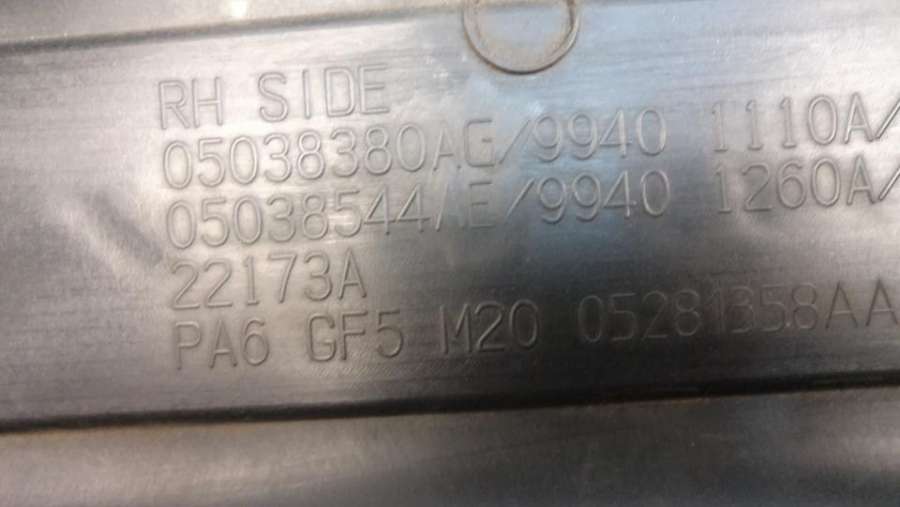 RH SIDE
05038380AG/9940 1110A/
05038544AE/9940 1260A/
22173A
PA6 GF5 M20 05281358AA